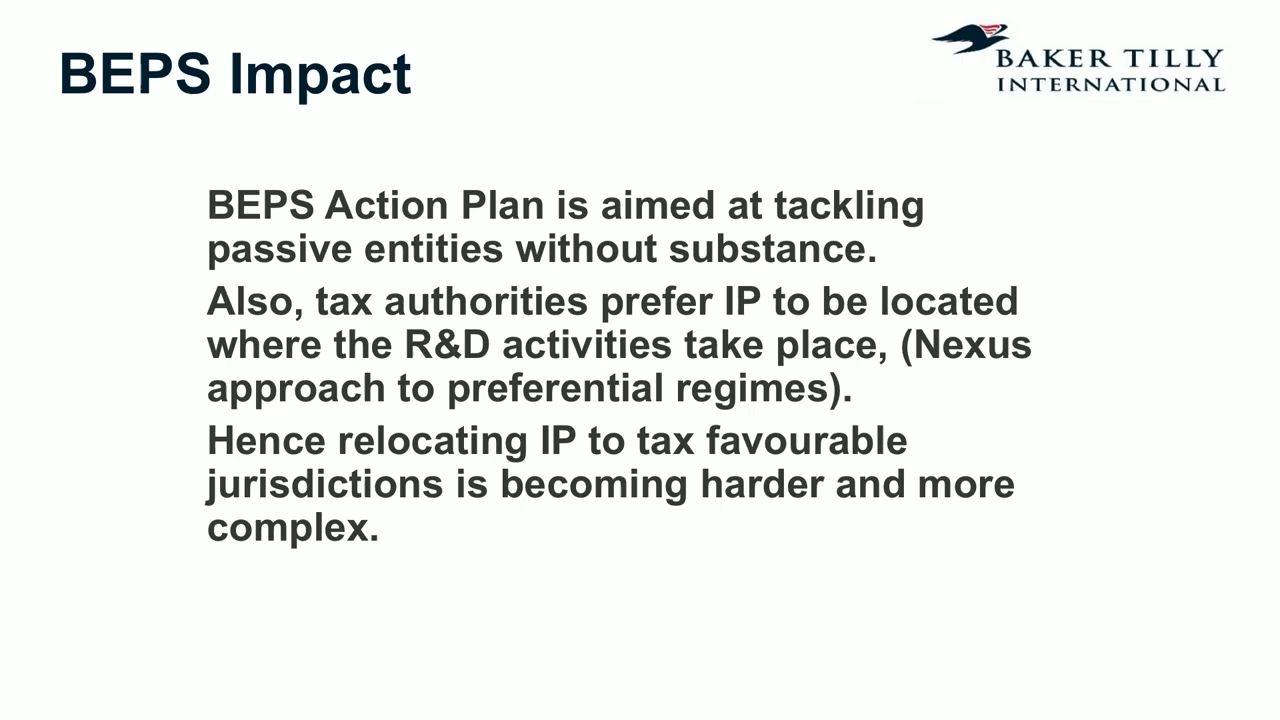 BEPS Impact
BAKER TILLY
INTERNATIONAL
BEPS Action Plan is aimed at tackling
passive entities without substance.
Also, tax authorities prefer IP to be located
where the R&D activities take place, (Nexus
approach to preferential regimes).
Hence relocating IP to tax favourable
jurisdictions is becoming harder and more
complex.